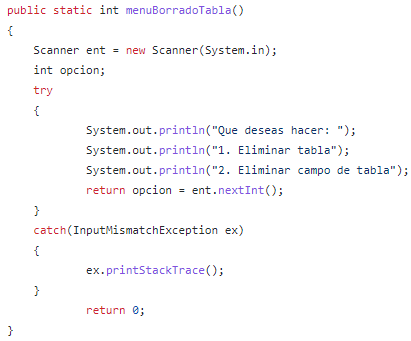 public static int menuBorradoTabla()
{
    Scanner ent = new Scanner(System.in);
    int opcion;
    try
    {
            System.out.println("Que deseas hacer: ");
            System.out.println("1. Eliminar tabla");
            System.out.println("2. Eliminar campo de tabla");
            return opcion = ent.nextInt();
    }
    catch(InputMismatchException ex)
    {
            ex.printStackTrace();
    }
            return 0;
}